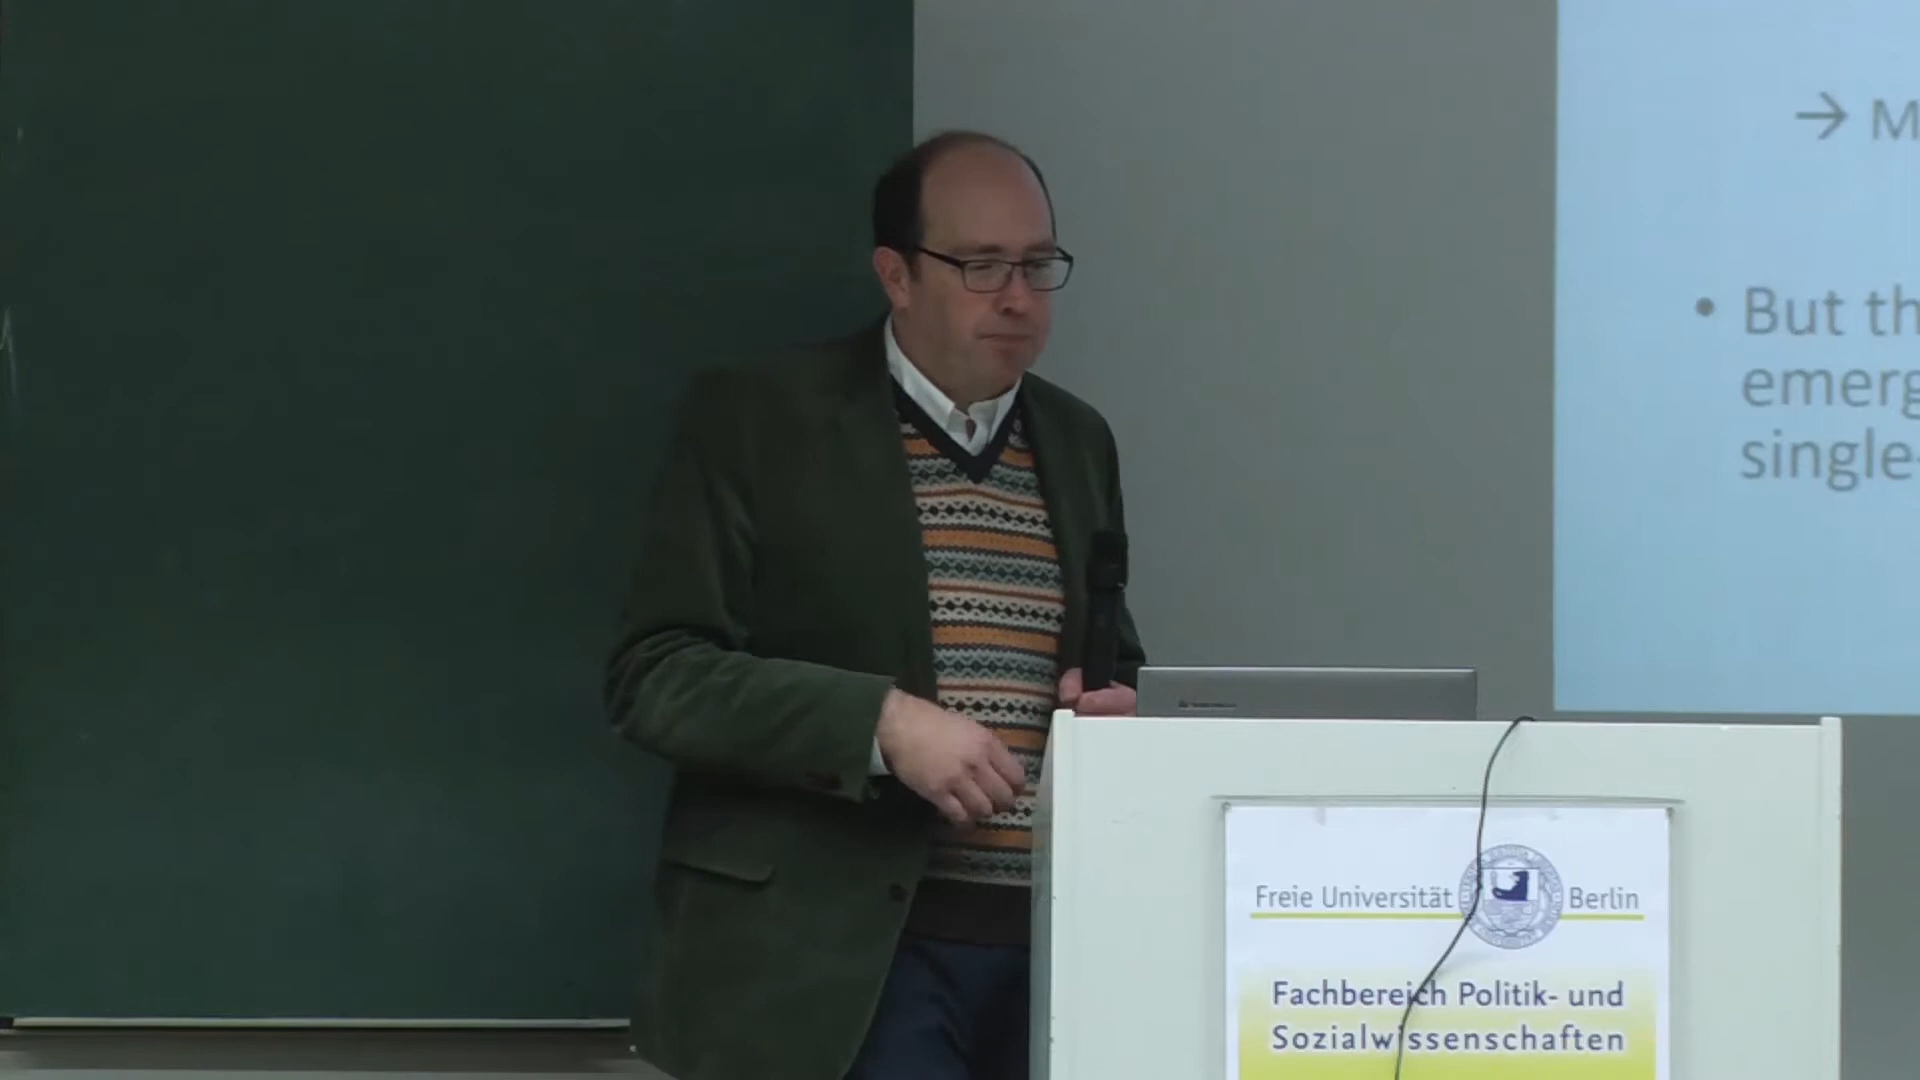 → M
• But th
emerg
single-
Freie Universität Berlin
Fachbereich Politik- und
Sozialwissenschaften